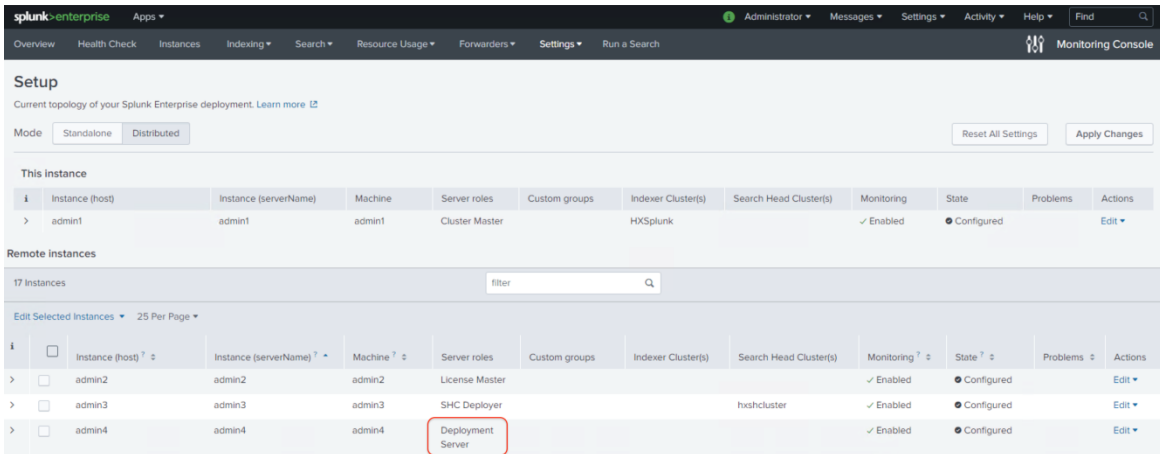 splunk>enterprise Apps ▾ i Administrator ▾ Messages ▾ Settings ▾ Activity ▾ Help ▾ Find
Overview Health Check Instances Indexing ▾ Search ▾ Resource Usage ▾ Forwarders ▾ Settings ▾ Run a Search Monitoring Console
Setup
Current topology of your Splunk Enterprise deployment. Learn more
Mode Standalone Distributed Reset All Settings Apply Changes
This instance
i Instance (host) Instance (serverName) Machine Server roles Custom groups Indexer Cluster(s) Search Head Cluster(s) Monitoring State Problems Actions
> admin1 admin1 admin1 Cluster Master HXSplunk ✓ Enabled Configured Edit ▾
Remote instances
17 Instances filter
Edit Selected Instances ▾ 25 Per Page ▾
i Instance (host) ? Instance (serverName) ? Machine ? Server roles Custom groups Indexer Cluster(s) Search Head Cluster(s) Monitoring ? State ? Problems Actions
> admin2 admin2 admin2 License Master ✓ Enabled Configured Edit ▾
> admin3 admin3 admin3 SHC Deployer hxshcluster ✓ Enabled Configured Edit ▾
> admin4 admin4 admin4 Deployment Server ✓ Enabled Configured Edit ▾